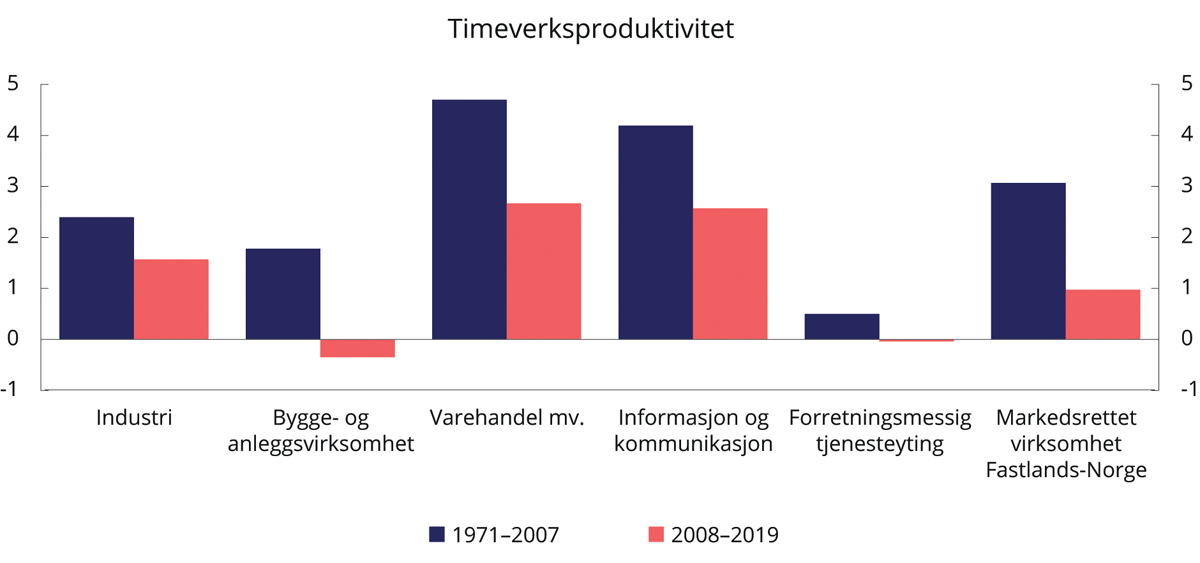 Timeverksproduktivitet
5
4
3
2
1
0
-1
5
4
3
2
1
0
-1
Industri
Bygge- og
anleggsvirksomhet
Varehandel mv.
Informasjon og
kommunikasjon
Forretningsmessig
tjenesteyting
Markedsrettet
virksomhet
Fastlands-Norge
1971–2007
2008–2019